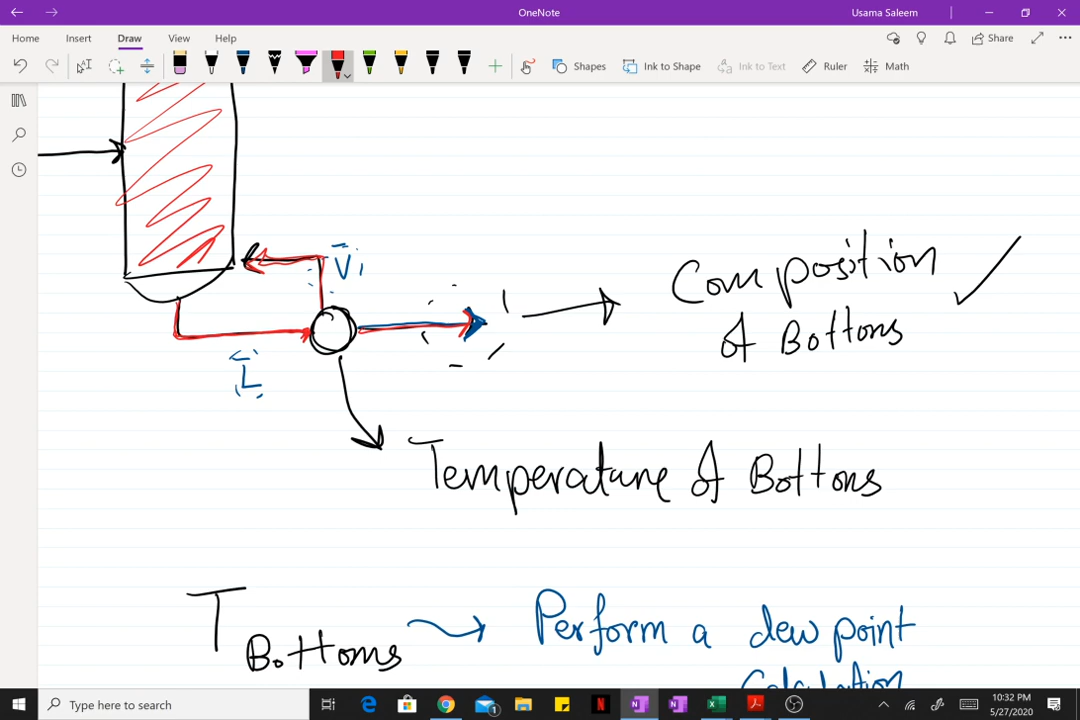 OneNote
Usama Saleem
Home Insert Draw View Help
Share
Shapes Ink to Shape Ink to Text Ruler Math
V
L
Composition
of Bottoms
Temperature of Bottoms
T Bottoms
Perform a dew point
Calculation
Type here to search
1
10:32 PM
5/27/2020